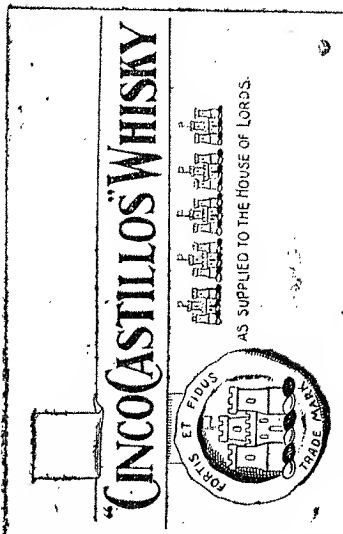 "CINCO CASTILLOS" WHISKY
AS SUPPLIED TO THE HOUSE OF LORDS.
FORTIS ET FIDUS
TRADE MARK